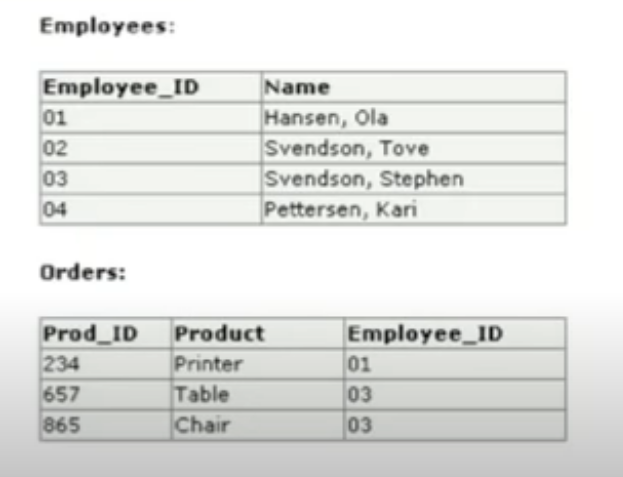 Employees:
Employee_ID Name
01 Hansen, Ola
02 Svendson, Tove
03 Svendson, Stephen
04 Pettersen, Kari
Orders:
Prod_ID Product Employee_ID
234 Printer 01
657 Table 03
865 Chair 03